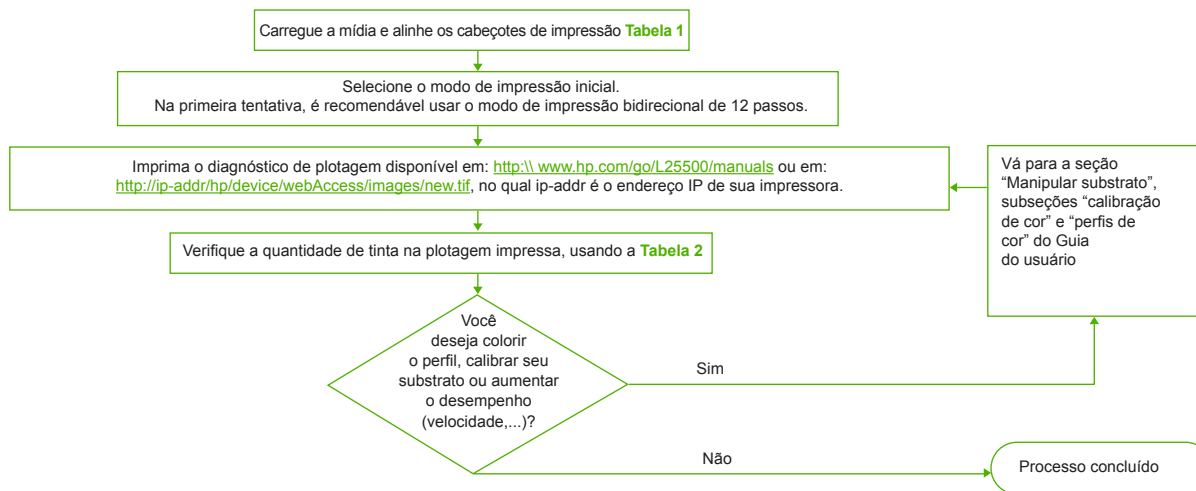 Carregue a mídia e alinhe os cabeçotes de impressão Tabela 1
Selecione o modo de impressão inicial.
Na primeira tentativa, é recomendável usar o modo de impressão bidirecional de 12 passos.
Imprima o diagnóstico de plotagem disponível em: http:\\ www.hp.com/go/L25500/manuals ou em:
http://ip-addr/hp/device/webAccess/images/new.tif, no qual ip-addr é o endereço IP de sua impressora.
Vá para a seção
“Manipular substrato”,
subseções “calibração
de cor” e “perfis de
cor” do Guia
do usuário
Verifique a quantidade de tinta na plotagem impressa, usando a Tabela 2
Você
deseja colorir
o perfil, calibrar seu
substrato ou aumentar
o desempenho
(velocidade,...)?
Sim
Não
Processo concluído